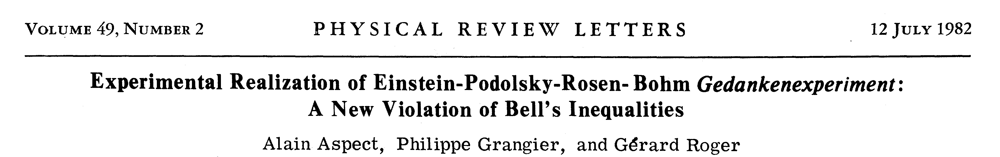 VOLUME 49, NUMBER 2 PHYSICAL REVIEW LETTERS 12 JULY 1982
Experimental Realization of Einstein-Podolsky-Rosen-Bohm Gedankenexperiment:
A New Violation of Bell's Inequalities
Alain Aspect, Philippe Grangier, and Gérard Roger